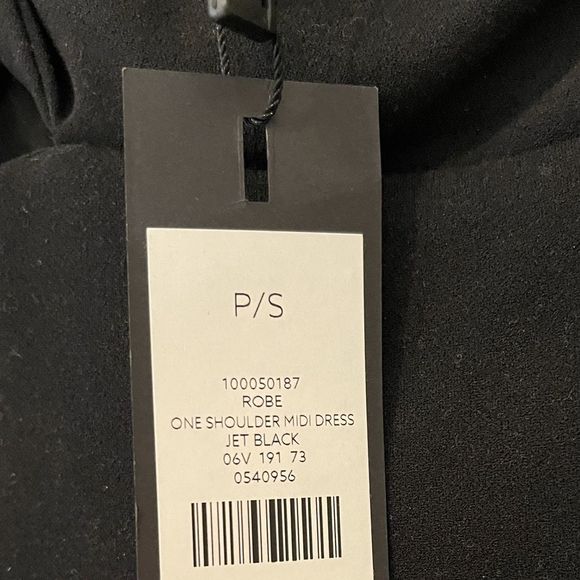 P/S
100050187
ROBE
ONE SHOULDER MIDI DRESS
JET BLACK
06V 191 73
0540956